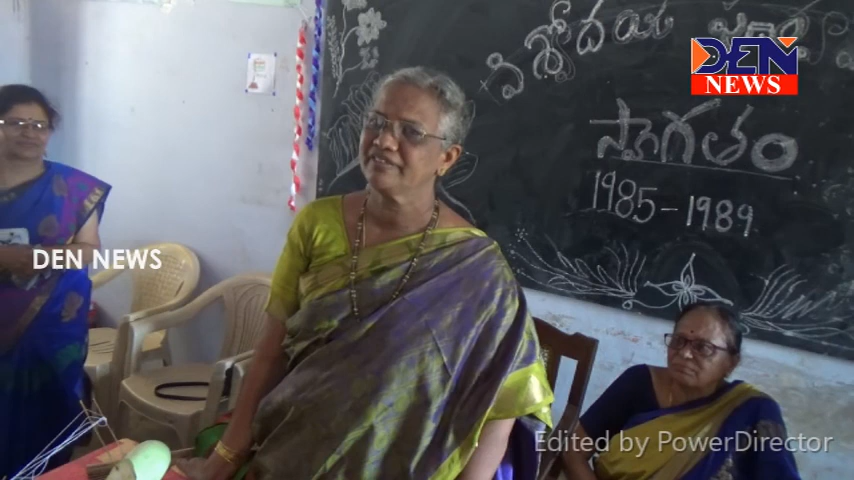 DEN
NEWS
స్వాగతం
1985-1989
DEN NEWS
Edited by PowerDirector